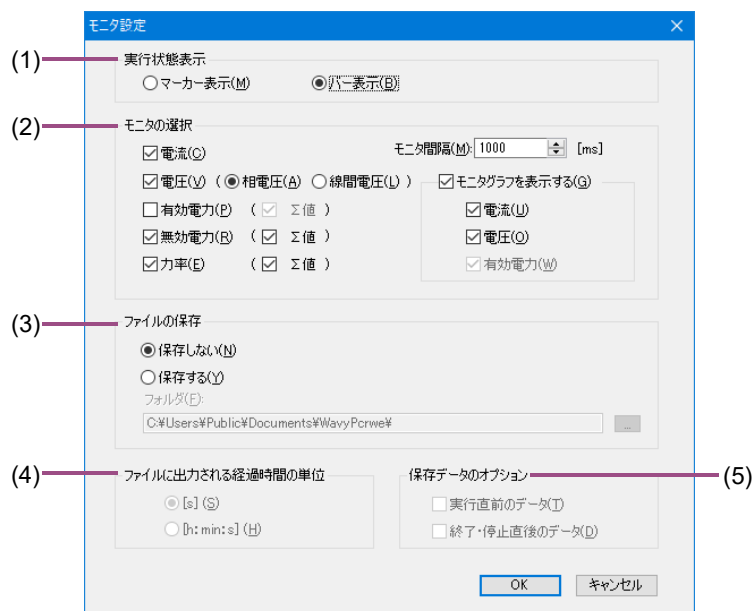 モニタ設定
(1)
実行状態表示
マーカー表示(M) バー表示(B)
(2)
モニタの選択
電流(C) モニタ間隔(M): 1000 [ms]
電圧(V) ( 相電圧(A) 線間電圧(L) ) モニタグラフを表示する(G)
有効電力(P) ( Σ値 ) 電流(U)
無効電力(R) ( Σ値 ) 電圧(O)
力率(E) ( Σ値 ) 有効電力(W)
(3)
ファイルの保存
保存しない(N)
保存する(Y)
フォルダ(F):
C:¥Users¥Public¥Documents¥WavyPcrwe¥ ...
(4)
ファイルに出力される経過時間の単位
[s] (S)
[h:min:s] (H)
保存データのオプション
(5)
実行直前のデータ(T)
終了・停止直後のデータ(D)
OK キャンセル